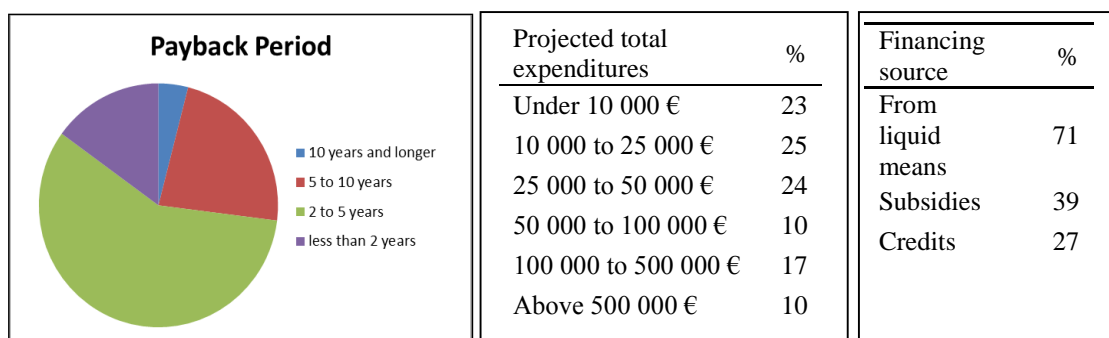 Payback Period
10 years and longer
5 to 10 years
2 to 5 years
less than 2 years
Projected total
expenditures %
Under 10 000 € 23
10 000 to 25 000 € 25
25 000 to 50 000 € 24
50 000 to 100 000 € 10
100 000 to 500 000 € 17
Above 500 000 € 10
Financing
source %
From
liquid
means 71
Subsidies 39
Credits 27